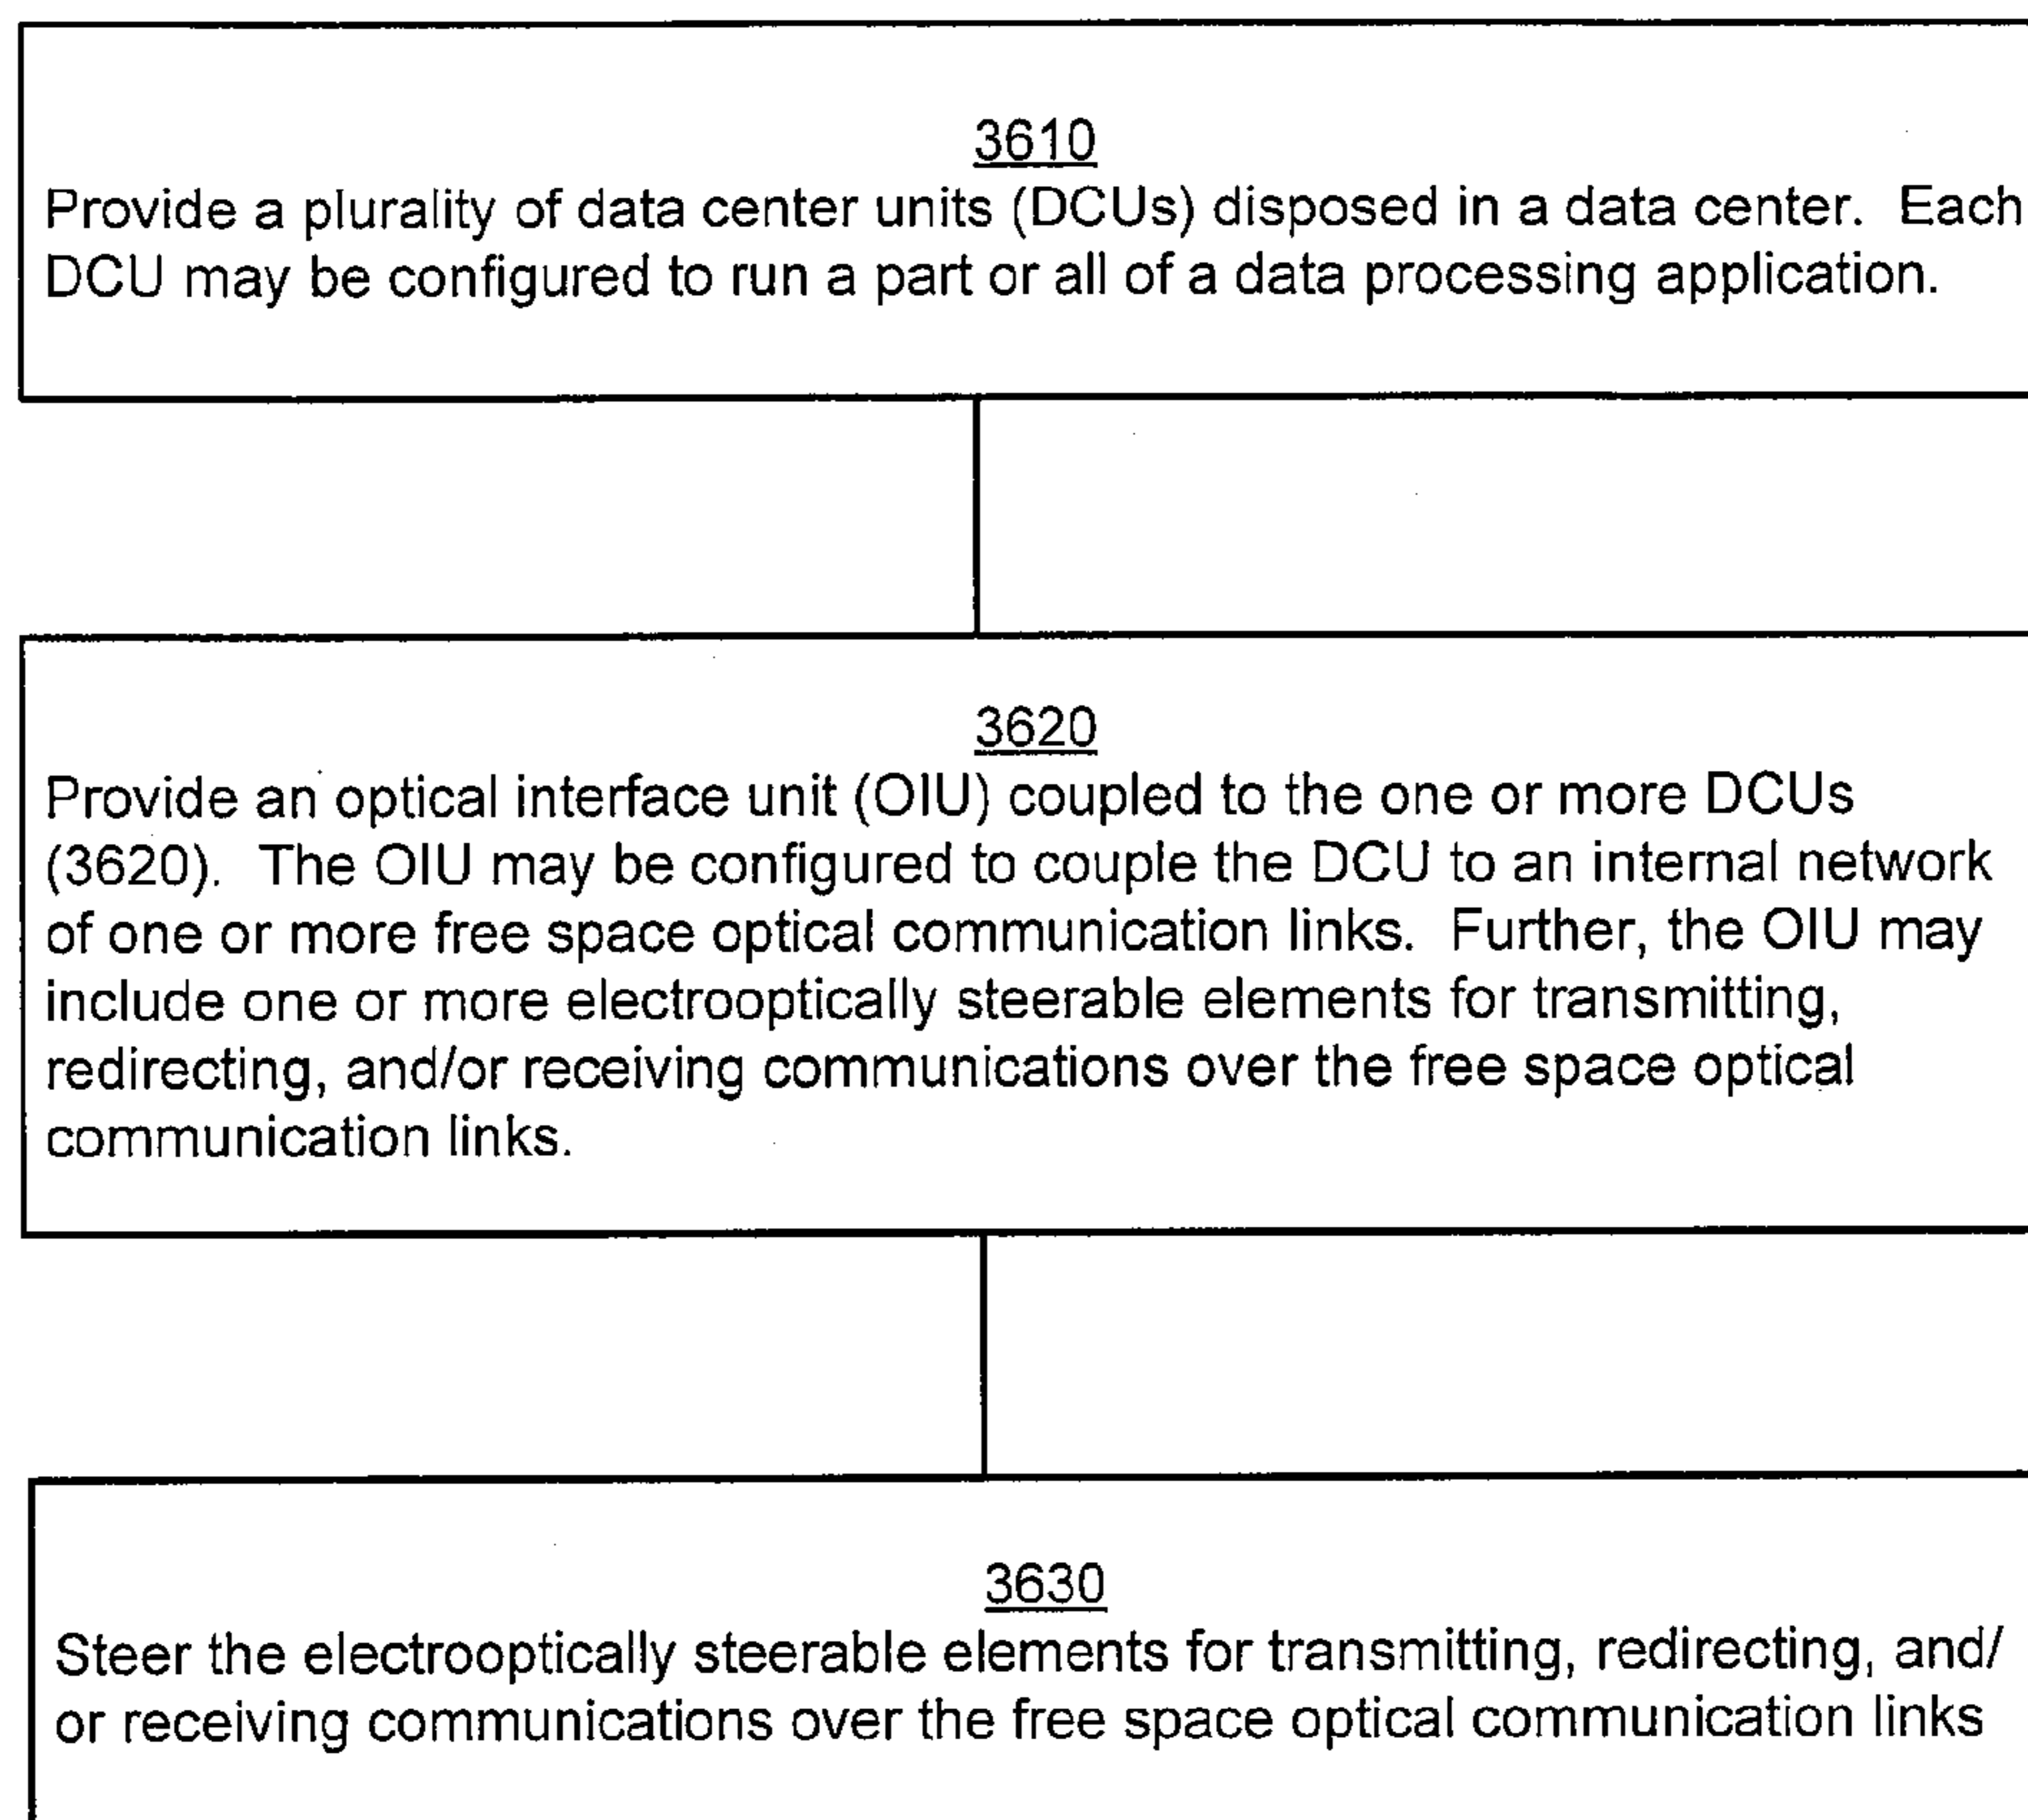 3610
Provide a plurality of data center units (DCUs) disposed in a data center. Each
DCU may be configured to run a part or all of a data processing application.
3620
Provide an optical interface unit (OIU) coupled to the one or more DCUs
(3620). The OIU may be configured to couple the DCU to an internal network
of one or more free space optical communication links. Further, the OIU may
include one or more electrooptically steerable elements for transmitting,
redirecting, and/or receiving communications over the free space optical
communication links.
3630
Steer the electrooptically steerable elements for transmitting, redirecting, and/
or receiving communications over the free space optical communication links